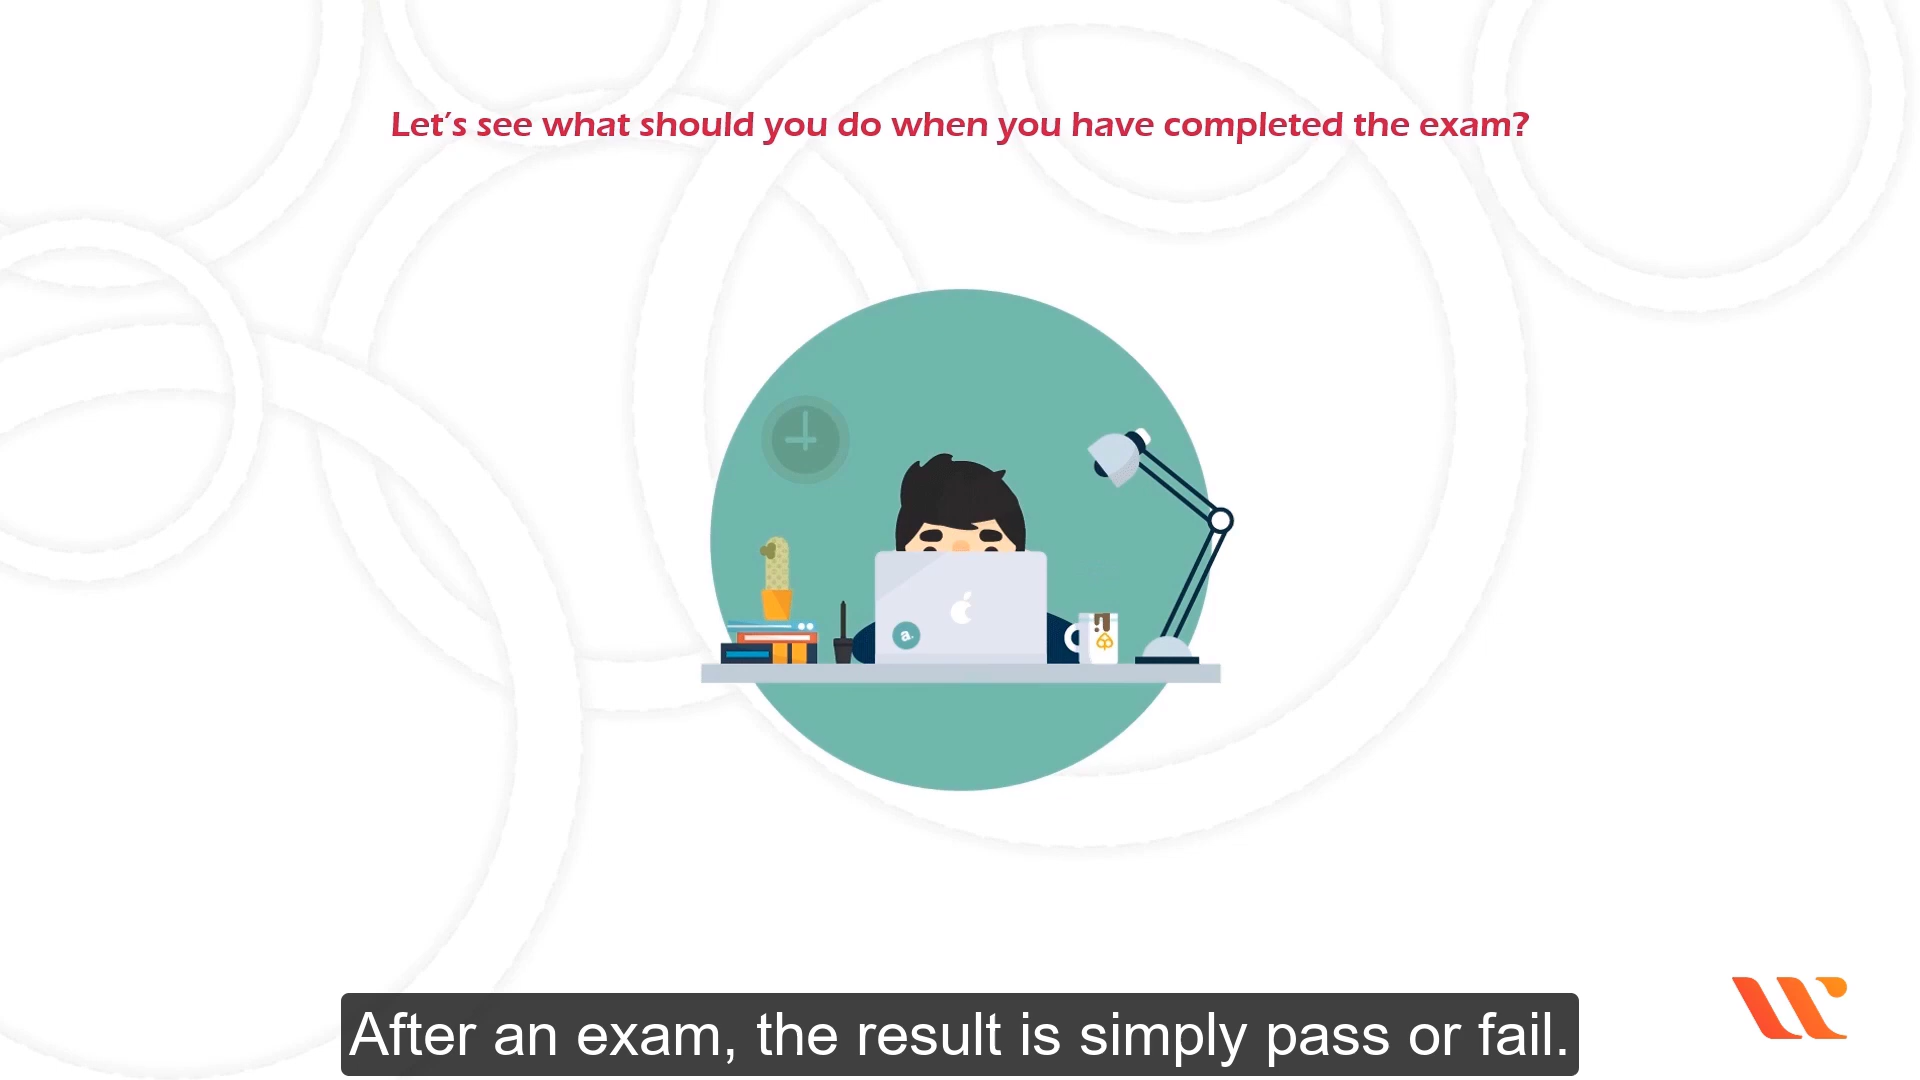 Let's see what should you do when you have completed the exam?
a.
After an exam, the result is simply pass or fail.